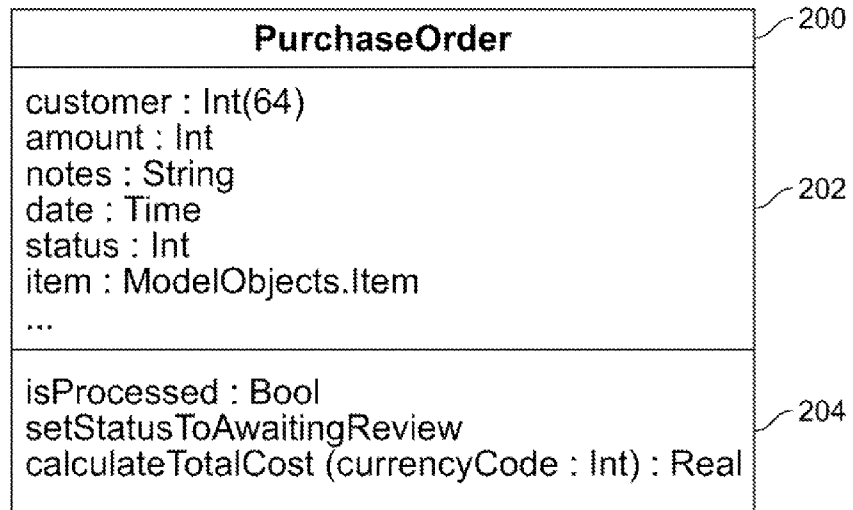 PurchaseOrder
200
customer : Int(64)
amount : Int
notes : String
date : Time
status : Int
item : ModelObjects.Item
...
202
isProcessed : Bool
setStatusToAwaitingReview
calculateTotalCost (currencyCode : Int) : Real
204